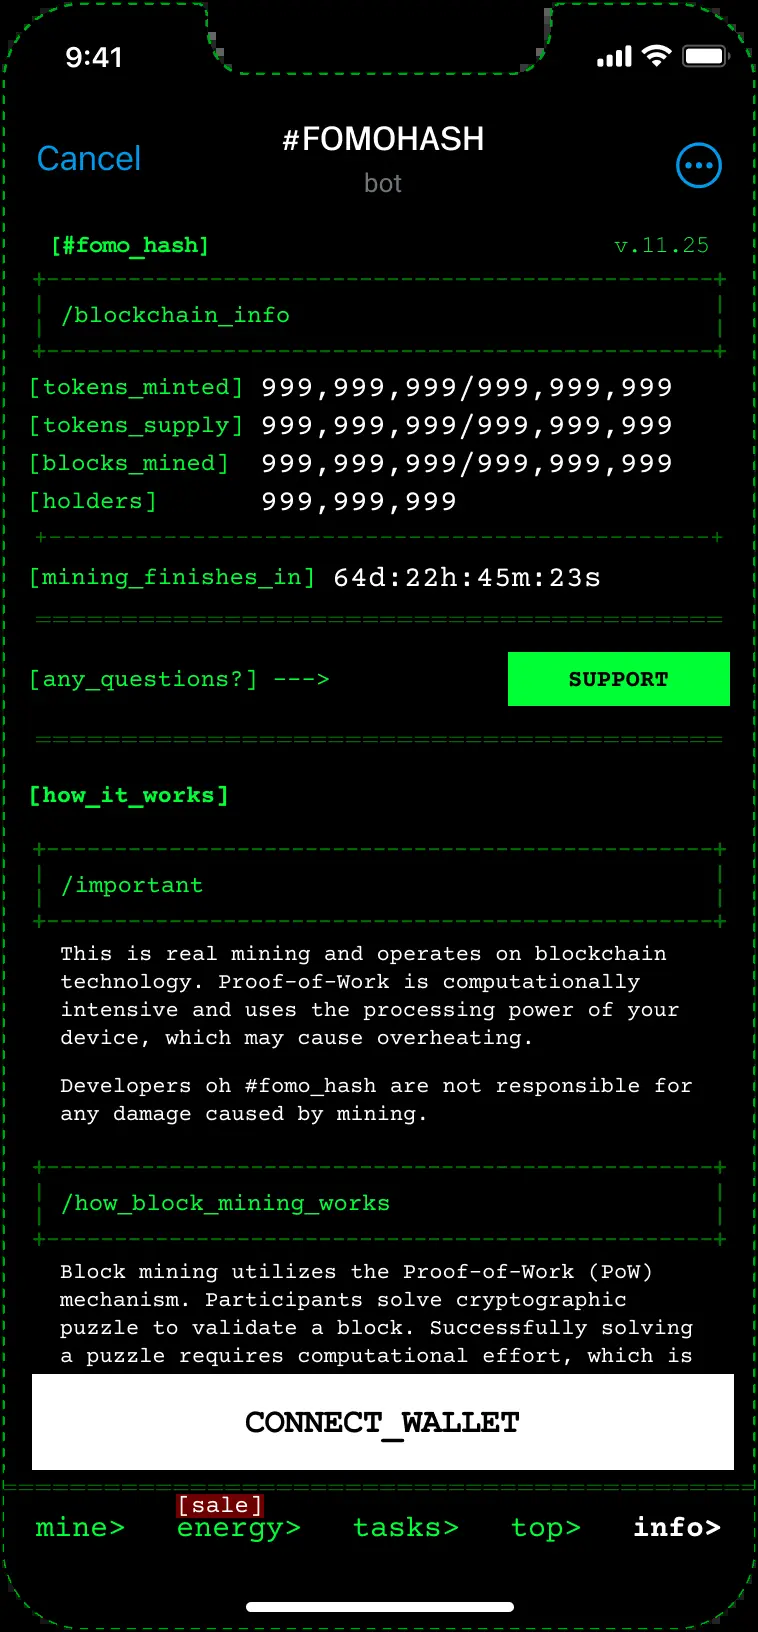 9:41
#FOMOHASH
Cancel
bot
[#fomo_hash] v.11.25
/blockchain_info
[tokens_minted] 999,999,999/999,999,999
[tokens_supply] 999,999,999/999,999,999
[blocks_mined] 999,999,999/999,999,999
[holders] 999,999,999
[mining_finishes_in] 64d:22h:45m:23s
[any_questions?] ---> SUPPORT
[how_it_works]
/important
This is real mining and operates on blockchain
technology. Proof-of-Work is computationally
intensive and uses the processing power of your
device, which may cause overheating.
Developers oh #fomo_hash are not responsible for
any damage caused by mining.
/how_block_mining_works
Block mining utilizes the Proof-of-Work (PoW)
mechanism. Participants solve cryptographic
puzzle to validate a block. Successfully solving
a puzzle requires computational effort, which is
CONNECT_WALLET
[sale]
mine> energy> tasks> top> info>